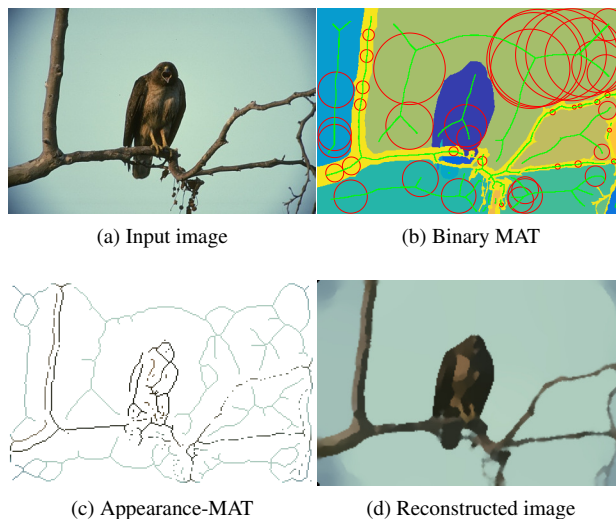 (a) Input image
(b) Binary MAT
(c) Appearance-MAT
(d) Reconstructed image